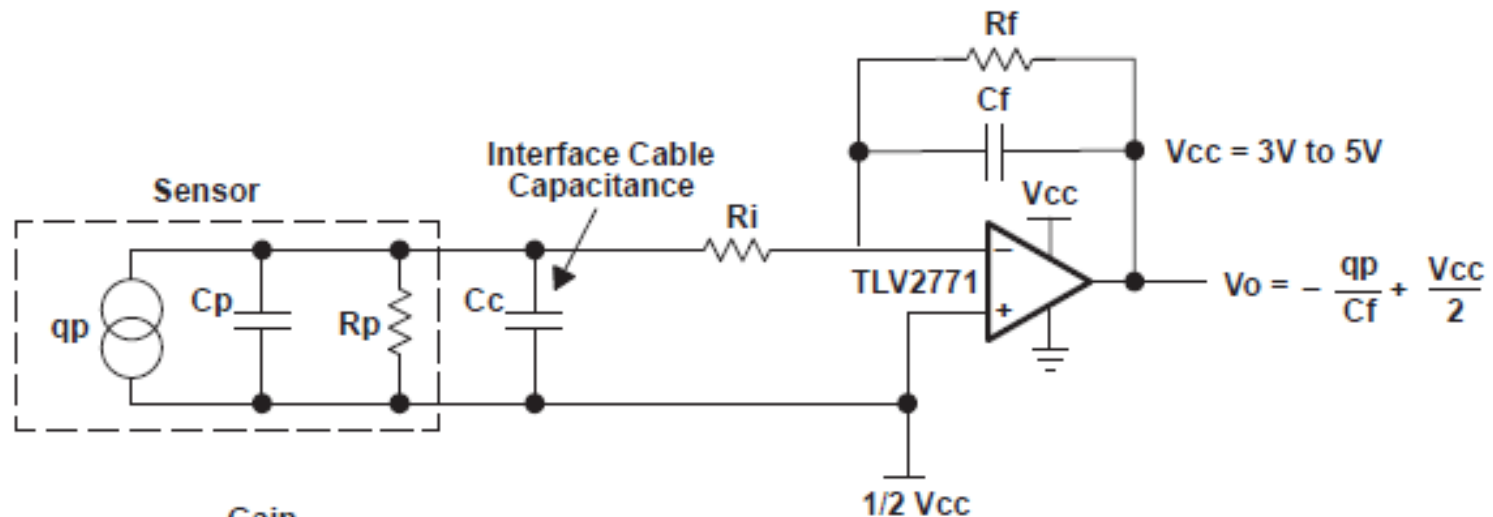 Rf
Cf
Interface Cable
Capacitance
Vcc = 3V to 5V
Sensor
Vcc
Ri
TLV2771
−
+
Vo = − qp/Cf + Vcc/2
qp
Cp
Rp
Cc
1/2 Vcc
Gain